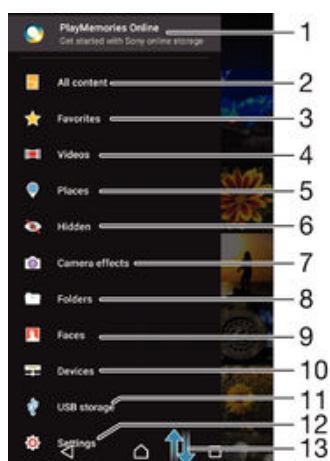 PlayMemories Online 1
Get started with Sony online storage
All content 2
Favorites 3
Videos 4
Places 5
Hidden 6
Camera effects 7
Folders 8
Faces 9
Devices 10
USB storage 11
Settings 12
13